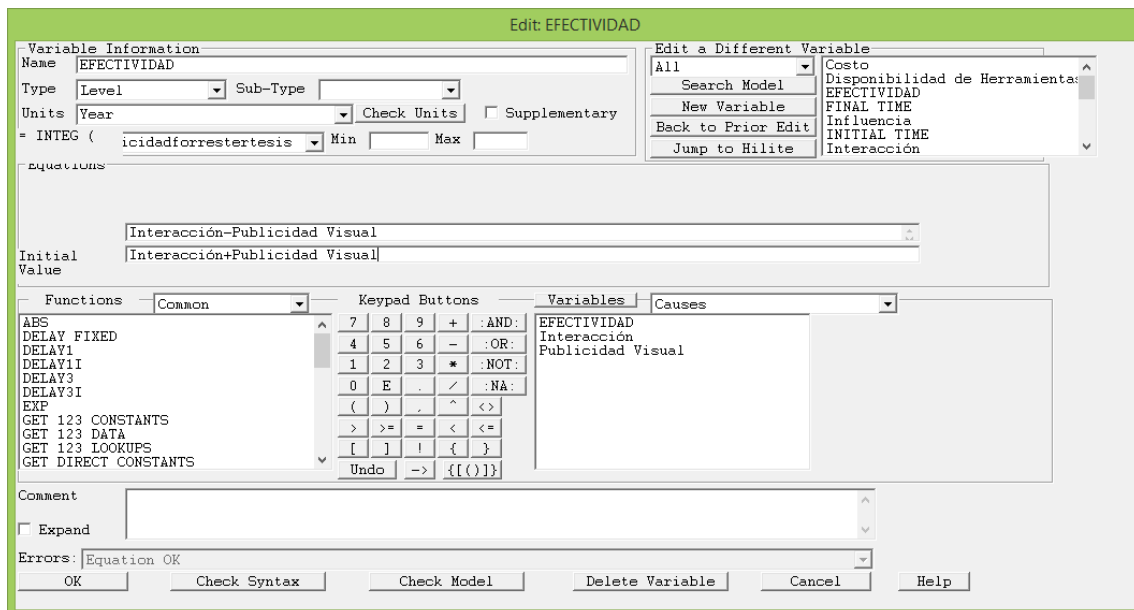 Edit: EFECTIVIDAD
Variable Information
Name EFECTIVIDAD
Type Level Sub-Type
Units Year Check Units Supplementary
= INTEG ( icidadforrestertesis Min Max
Edit a Different Variable
All
Search Model
New Variable
Back to Prior Edit
Jump to Hilite
Costo
Disponibilidad de Herramientas
EFECTIVIDAD
FINAL TIME
Influencia
INITIAL TIME
Interacción
Equations
Interacción-Publicidad Visual
Initial Value Interacción+Publicidad Visual
Functions Common
ABS
DELAY FIXED
DELAY1
DELAY1I
DELAY3
DELAY3I
EXP
GET 123 CONSTANTS
GET 123 DATA
GET 123 LOOKUPS
GET DIRECT CONSTANTS
Keypad Buttons
7 8 9 + :AND:
4 5 6 - :OR:
1 2 3 * :NOT:
0 E . / :NA:
( ) , ^ <>
> >= = < <=
[ ] ! { }
Undo -> {[()]}
Variables Causes
EFECTIVIDAD
Interacción
Publicidad Visual
Comment
Expand
Errors: Equation OK
OK Check Syntax Check Model Delete Variable Cancel Help